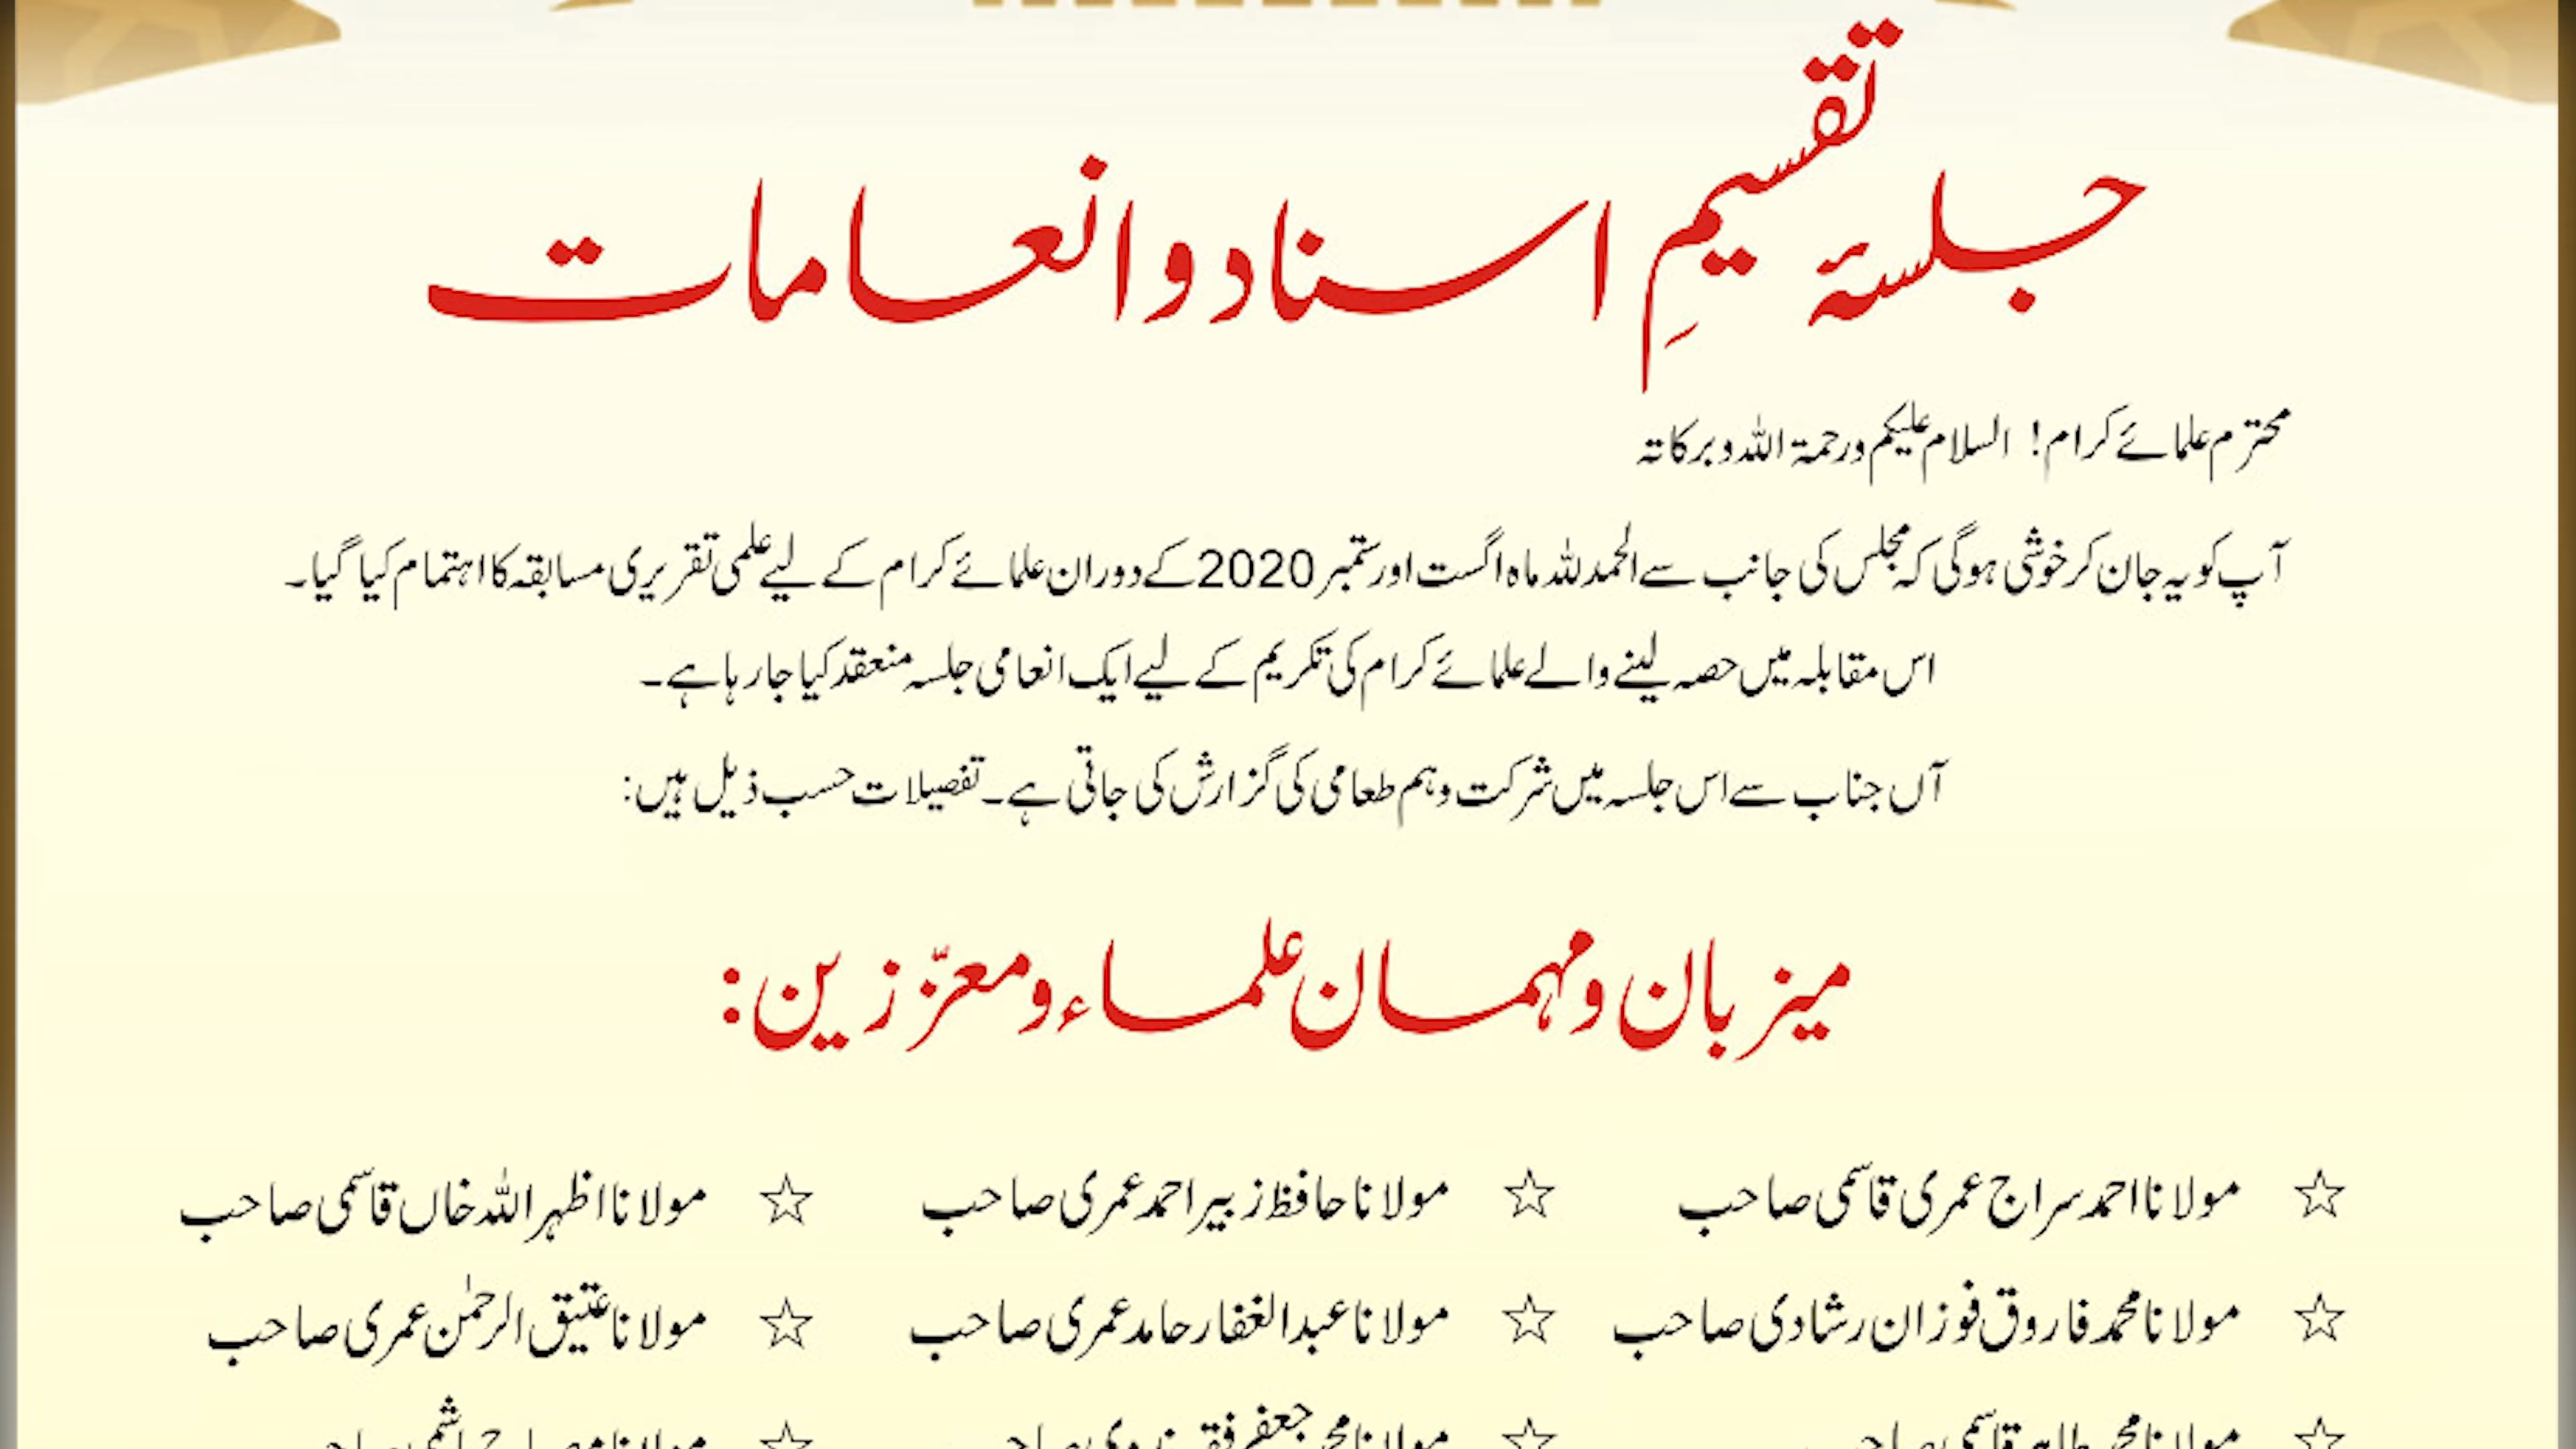 جلسۂ تقسیمِ اسناد و انعامات
محترم علمائے کرام! السلام علیکم ورحمۃ اللہ وبرکاتہ
آپ کو یہ جان کر خوشی ہوگی کہ مجلس کی جانب سے الحمدللہ ماہ اگست اور ستمبر 2020 کے دوران علمائے کرام کے لیے علمی تقریری مسابقہ کا اہتمام کیا گیا۔
اس مقابلہ میں حصہ لینے والے علمائے کرام کی تکریم کے لیے ایک انعامی جلسہ منعقد کیا جارہا ہے۔
آں جناب سے اس جلسہ میں شرکت وہم طعامی کی گزارش کی جاتی ہے۔ تفصیلات حسب ذیل ہیں:
میزبان و مہمان علماء و معزّزین:
☆ مولانا احمد سراج عمری قاسمی صاحب ☆ مولانا حافظ زبیر احمد عمری صاحب ☆ مولانا اظہر اللہ خاں قاسمی صاحب
☆ مولانا محمد فاروق فوزان رشادی صاحب ☆ مولانا عبدالغفار حامد عمری صاحب ☆ مولانا عتیق الرحمٰن عمری صاحب